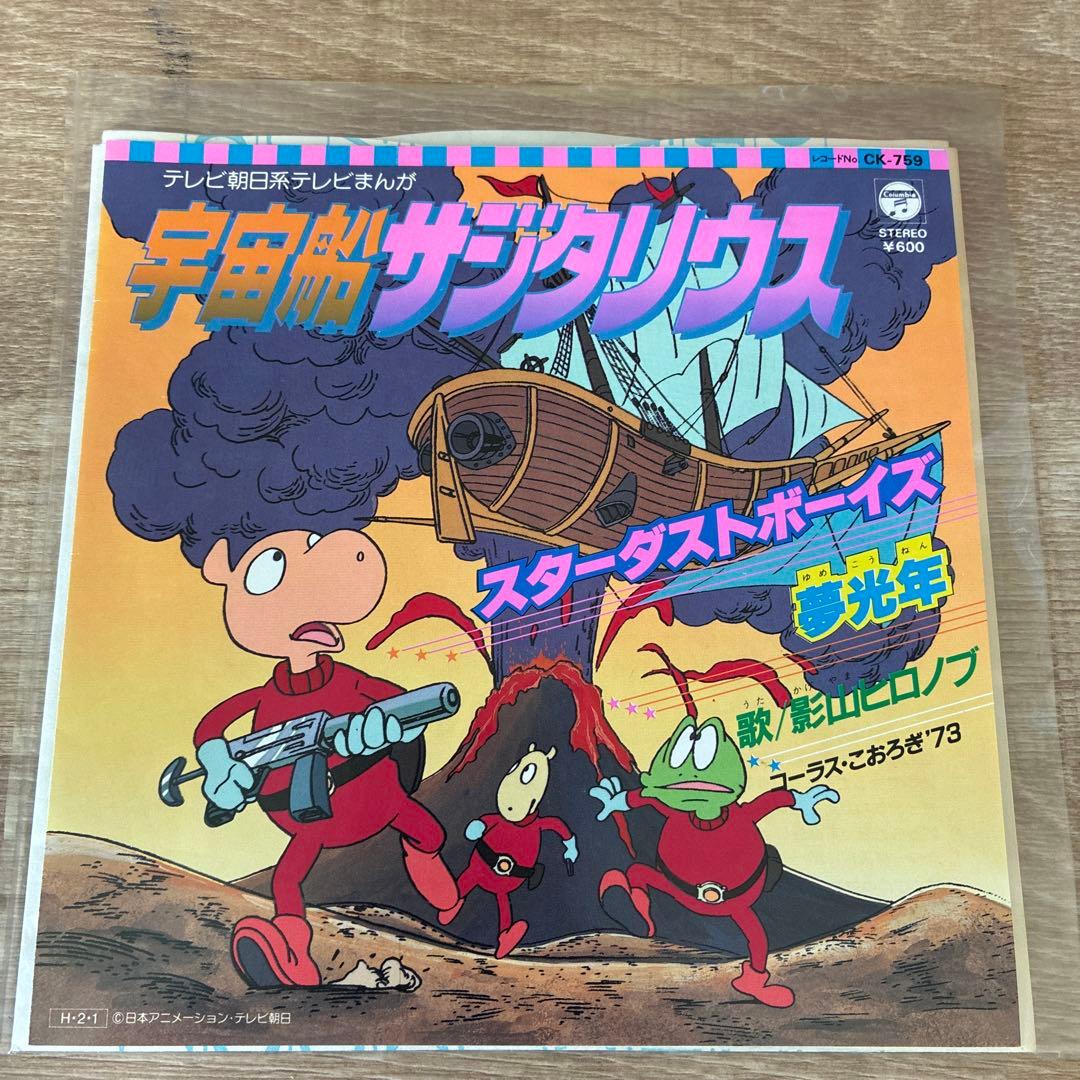 レコードNo. CK-759
テレビ朝日系テレビまんが
宇宙船サジタリウス
Columbia
STEREO
¥600
スターダストボーイズ
ゆめこうねん
夢光年
うた かげやま
歌/影山ヒロノブ
コーラス・こおろぎ'73
H・2・1 ©日本アニメーション・テレビ朝日